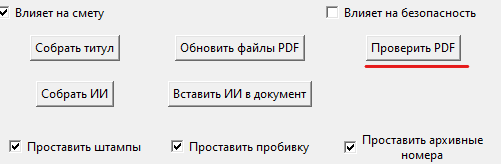 Влияет на смету
Влияет на безопасность
Собрать титул
Обновить файлы PDF
Проверить PDF
Собрать ИИ
Вставить ИИ в документ
Проставить штампы
Проставить пробивку
Проставить архивные
номера